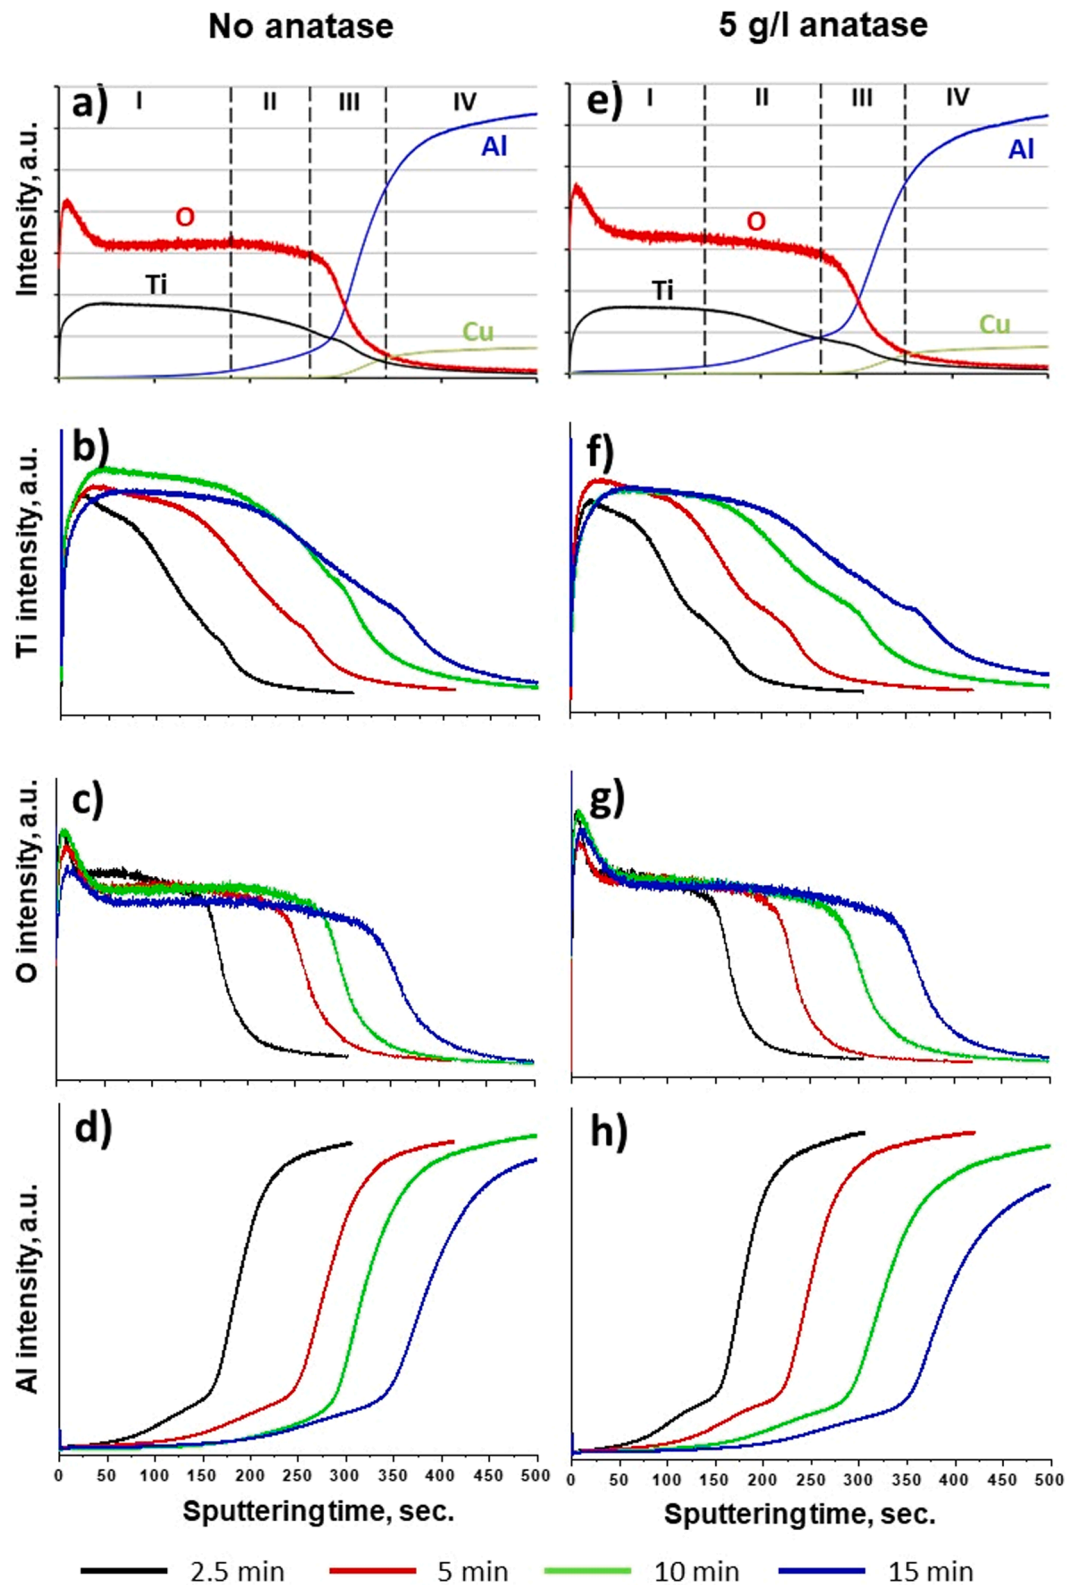 No anatase
5 g/l anatase
a)
I
II
III
IV
Al
O
Ti
Cu
Intensity, a.u.
e)
I
II
III
IV
Al
O
Ti
Cu
b)
Ti intensity, a.u.
f)
c)
O intensity, a.u.
g)
d)
Al intensity, a.u.
h)
0 50 100 150 200 250 300 350 400 450 500
0 50 100 150 200 250 300 350 400 450 500
Sputtering time, sec.
Sputtering time, sec.
2.5 min 5 min 10 min 15 min